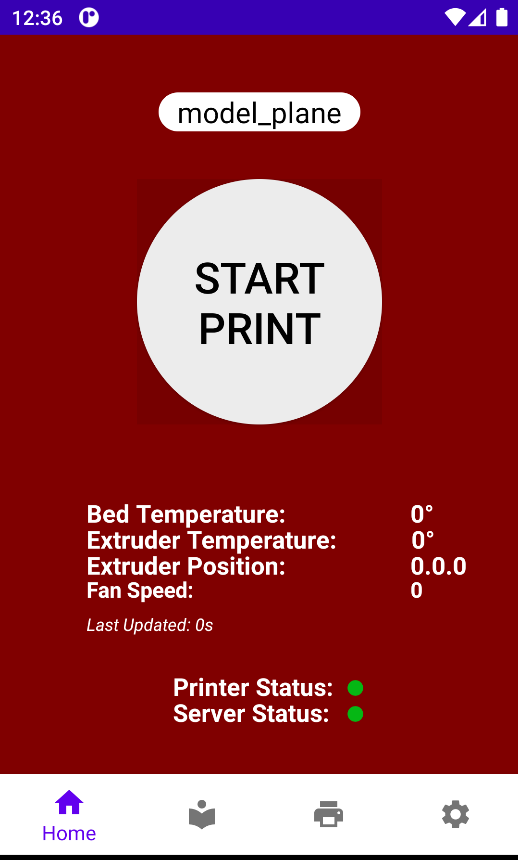 12:36
model_plane
START
PRINT
Bed Temperature: 0°
Extruder Temperature: 0°
Extruder Position: 0.0.0
Fan Speed: 0
Last Updated: 0s
Printer Status:
Server Status:
Home